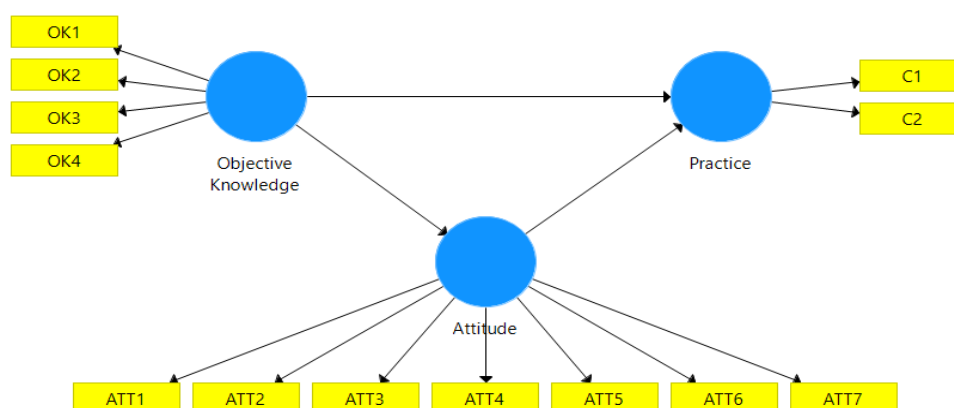 OK1
OK2
OK3
OK4
Objective
Knowledge
Practice
C1
C2
Attitude
ATT1
ATT2
ATT3
ATT4
ATT5
ATT6
ATT7